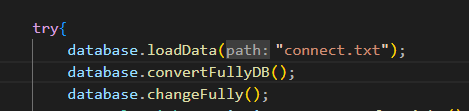 try{
database.loadData(path: "connect.txt");
database.convertFullyDB();
database.changeFully();